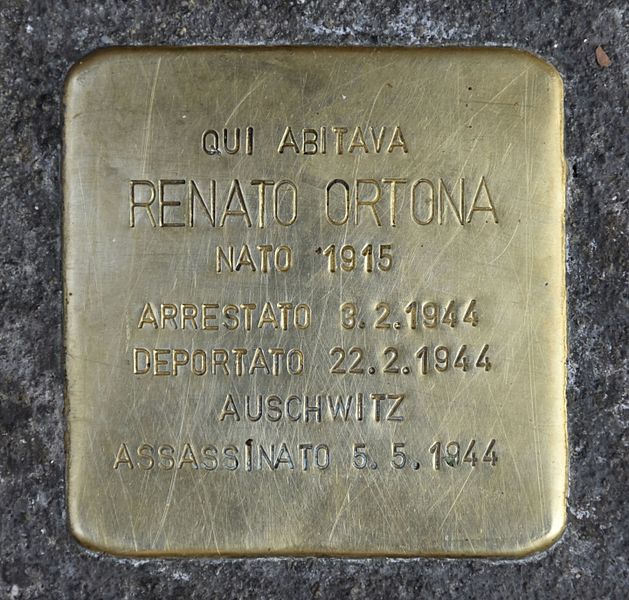 QUI ABITAVA
RENATO ORTONA
NATO 1915
ARRESTATO 3.2.1944
DEPORTATO 22.2.1944
AUSCHWITZ
ASSASSINATO 5.5.1944